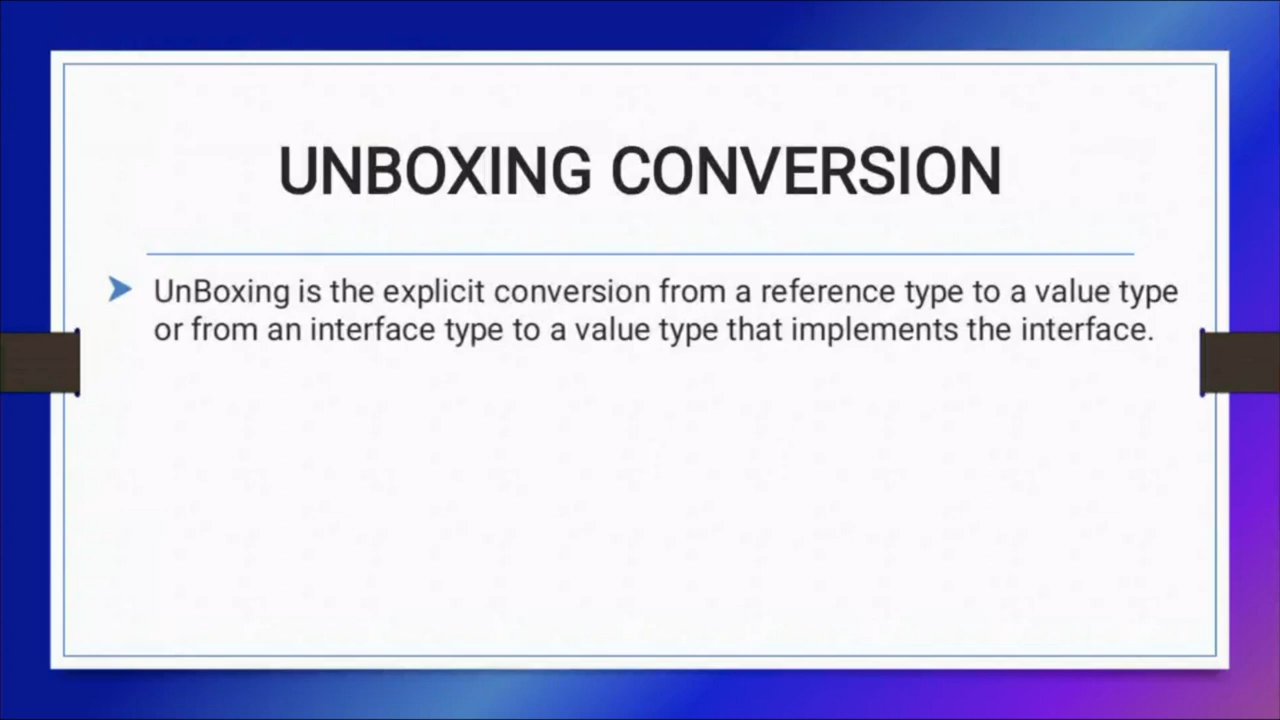 UNBOXING CONVERSION
UnBoxing is the explicit conversion from a reference type to a value type
or from an interface type to a value type that implements the interface.